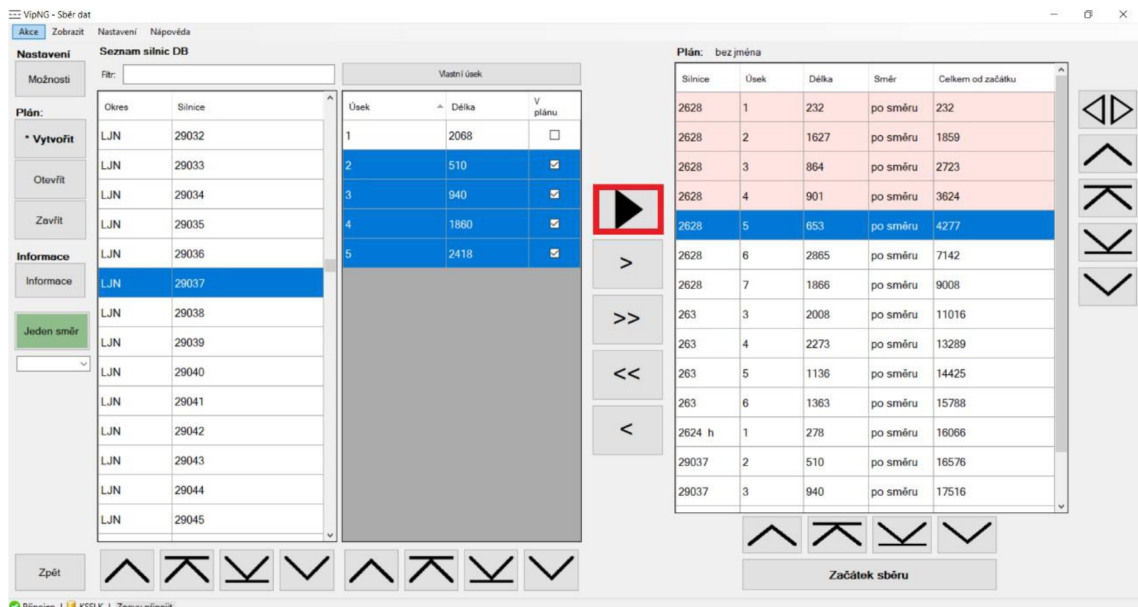 VipNG - Sběr dat
Akce Zobrazit Nastavení Nápověda
Nastavení
Možnosti
Plán:
* Vytvořit
Otevřít
Zavřít
Informace
Informace
Jeden směr
Zpět
Seznam silnic DB
Fitr:
Vlastní úsek
Okres Silnice
LJN 29032
LJN 29033
LJN 29034
LJN 29035
LJN 29036
LJN 29037
LJN 29038
LJN 29039
LJN 29040
LJN 29041
LJN 29042
LJN 29043
LJN 29044
LJN 29045
Úsek Délka V plánu
1 2068
2 510
3 940
4 1860
5 2418
>
>>
<<
<
Plán: bez jména
Silnice Úsek Délka Směr Celkem od začátku
2628 1 232 po směru 232
2628 2 1627 po směru 1859
2628 3 864 po směru 2723
2628 4 901 po směru 3624
2628 5 653 po směru 4277
2628 6 2865 po směru 7142
2628 7 1866 po směru 9008
263 3 2008 po směru 11016
263 4 2273 po směru 13289
263 5 1136 po směru 14425
263 6 1363 po směru 15788
2624 h 1 278 po směru 16066
29037 2 510 po směru 16576
29037 3 940 po směru 17516
Začátek sběru